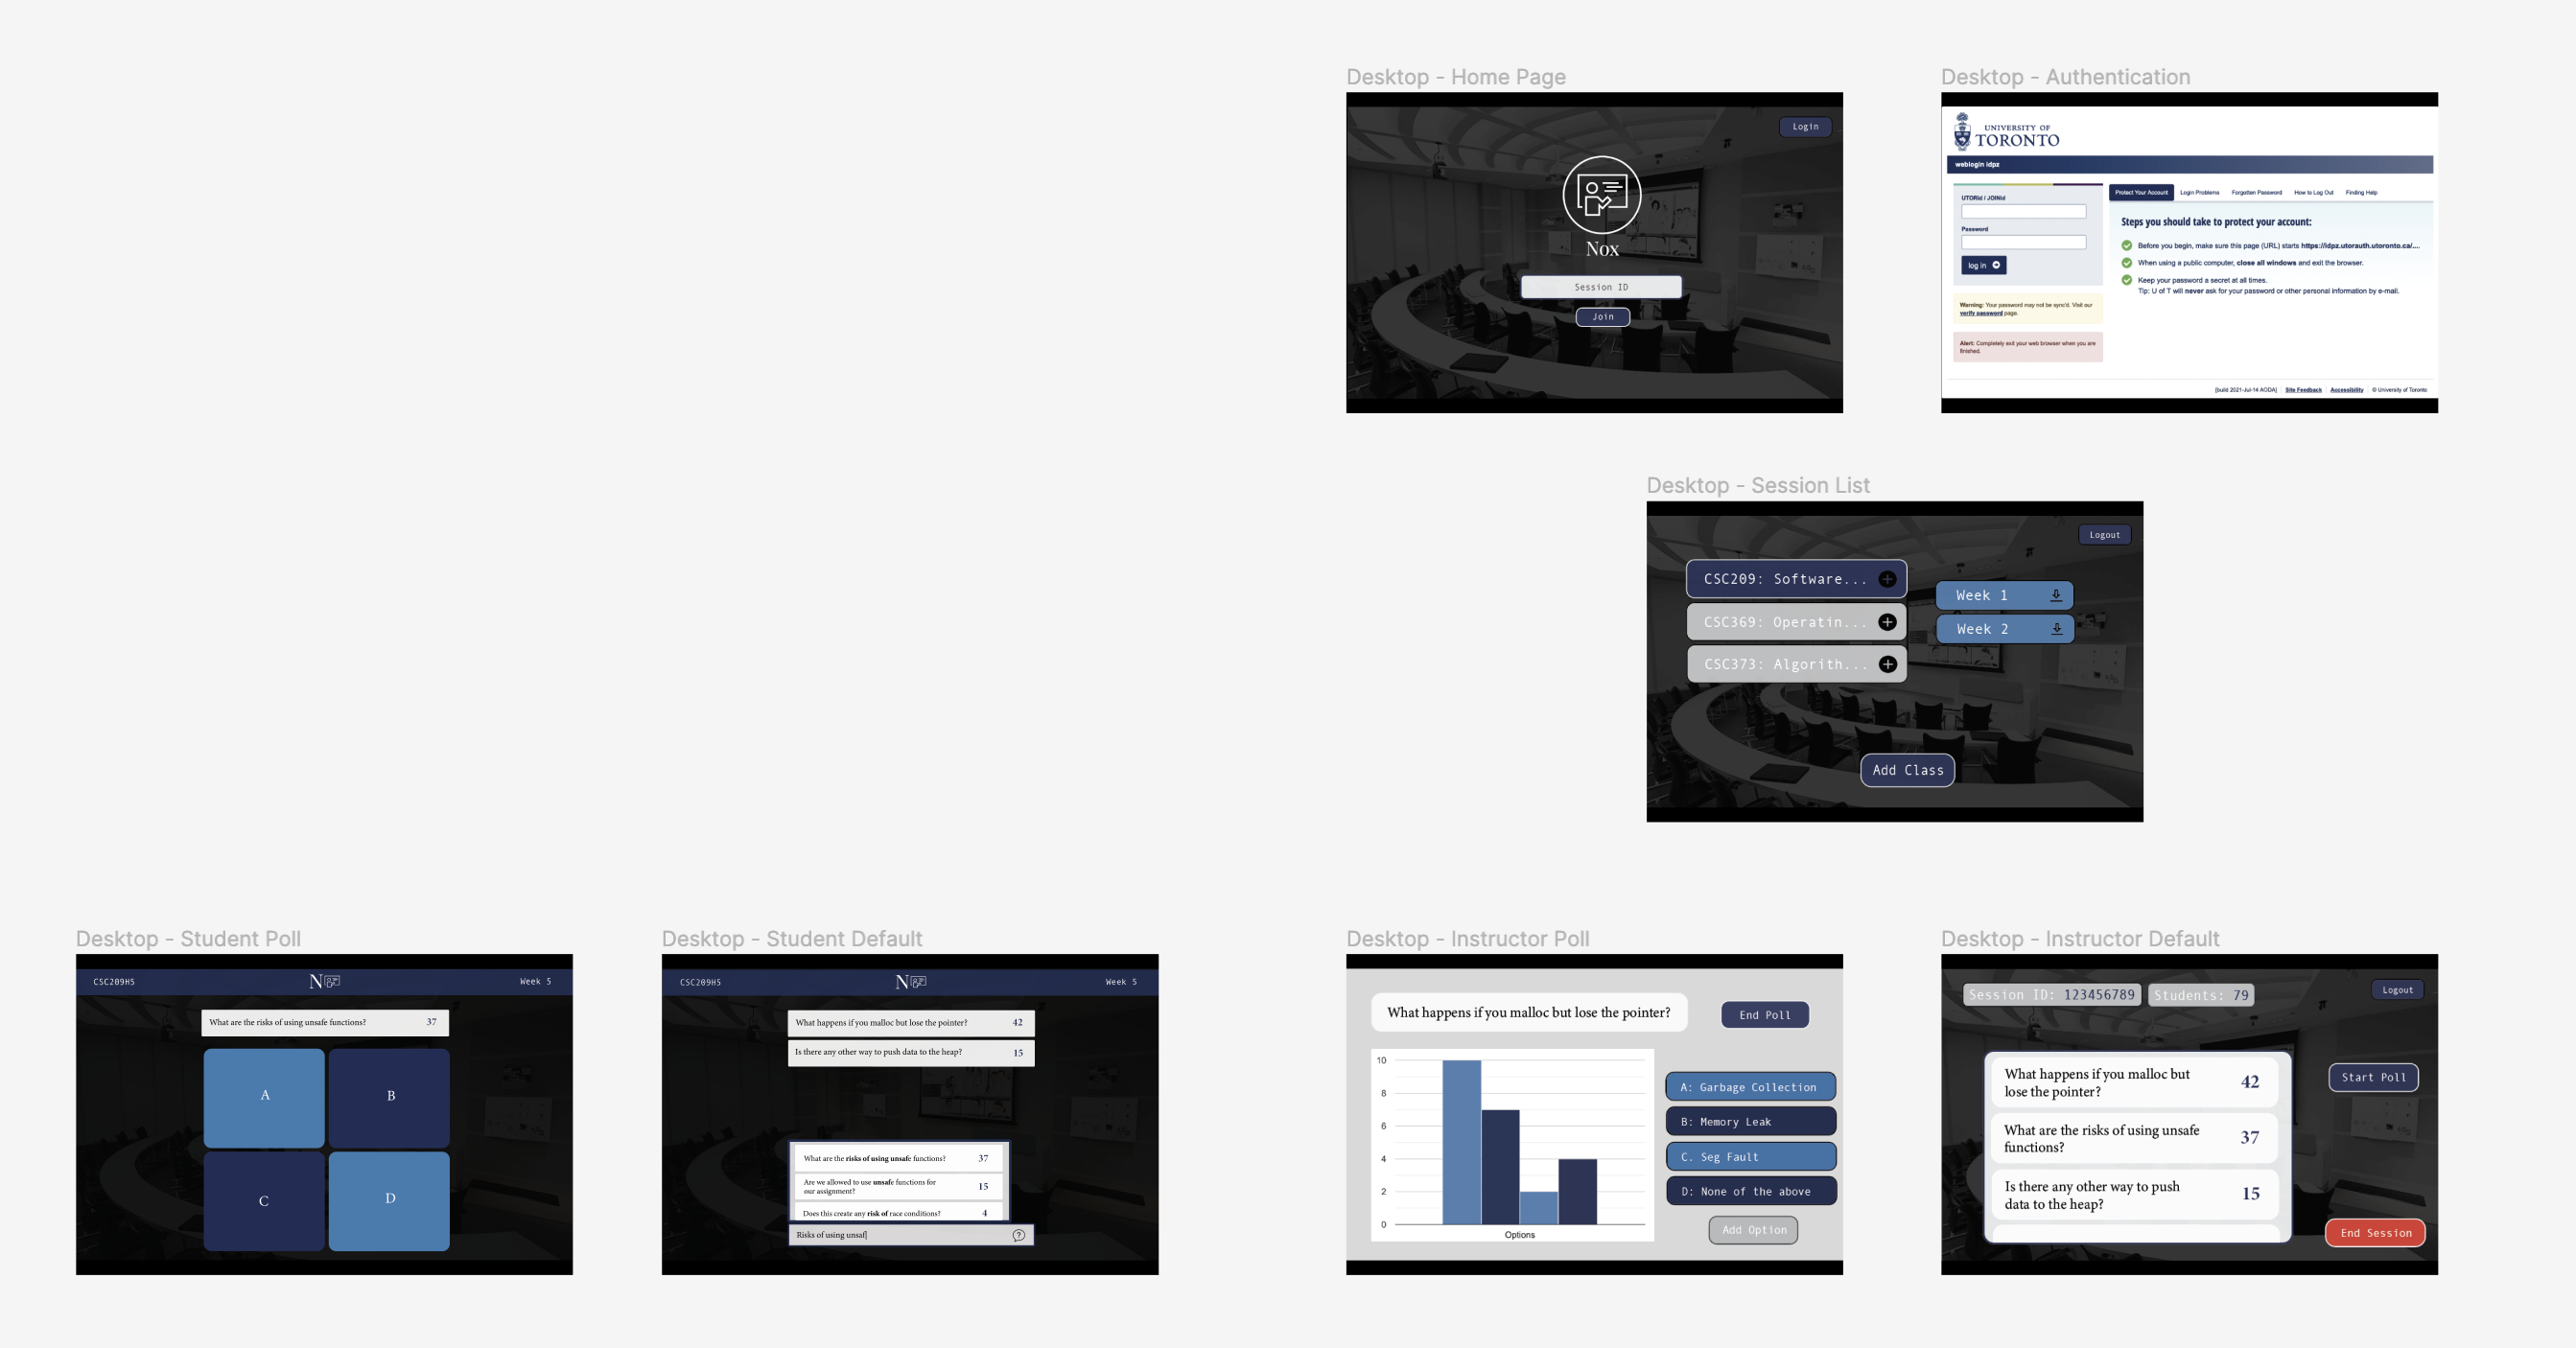 Desktop - Home Page
Login
Nox
Session ID
Join
Desktop - Authentication
UNIVERSITY OF
TORONTO
weblogin idpz
UTORid / JOINid
Password
log in
Warning: Your password may not be sync'd. Visit our
verify password page.
Alert: Completely exit your web browser when you are
finished.
Protect Your Account Login Problems Forgotten Password How to Log Out Finding Help
Steps you should take to protect your account:
Before you begin, make sure this page (URL) starts https://idpz.utorauth.utoronto.ca/....
When using a public computer, close all windows and exit the browser.
Keep your password a secret at all times.
Tip: U of T will never ask for your password or other personal information by e-mail.
[build 2021-Jul-14 AODA] Site Feedback Accessibility © University of Toronto
Desktop - Session List
Logout
CSC209: Software...
CSC369: Operatin...
CSC373: Algorith...
Week 1
Week 2
Add Class
Desktop - Student Poll
CSC209H5 N Week 5
What are the risks of using unsafe functions? 37
A B
C D
Desktop - Student Default
CSC209H5 N Week 5
What happens if you malloc but lose the pointer? 42
Is there any other way to push data to the heap? 15
What are the risks of using unsafe functions? 37
Are we allowed to use unsafe functions for
our assignment? 15
Does this create any risk of race conditions? 4
Risks of using unsaf|
?
Desktop - Instructor Poll
What happens if you malloc but lose the pointer?
End Poll
10
8
6
4
2
0
Options
A: Garbage Collection
B: Memory Leak
C. Seg Fault
D: None of the above
Add Option
Desktop - Instructor Default
Session ID: 123456789 Students: 79
Logout
What happens if you malloc but
lose the pointer? 42
What are the risks of using unsafe
functions? 37
Is there any other way to push
data to the heap? 15
Start Poll
End Session